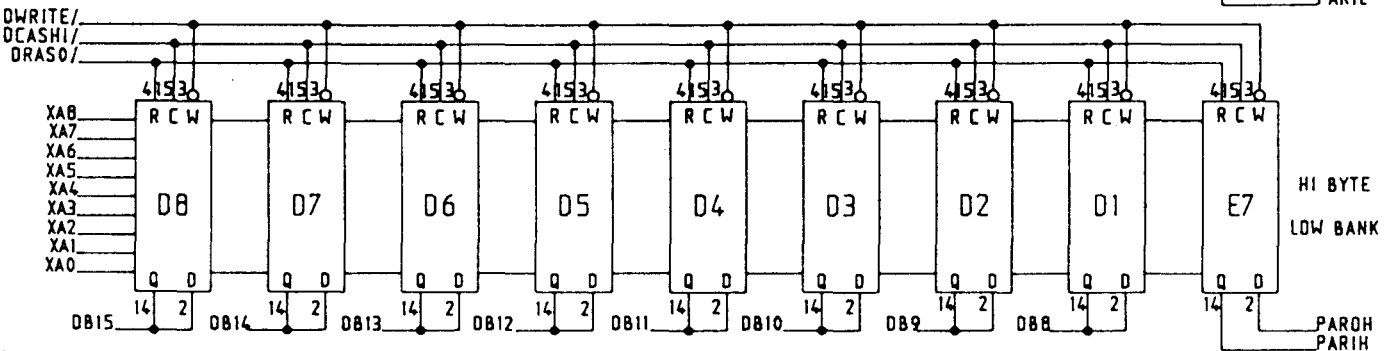 ARTL
DWRITE/
DCASHI/
DRASO/
4 15 3 4 15 3 4 15 3 4 15 3 4 15 3 4 15 3 4 15 3 4 15 3 4 15 3
R C W R C W R C W R C W R C W R C W R C W R C W R C W
XA8
XA7
XA6
XA5
XA4
XA3
XA2
XA1
XA0
D8 D7 D6 D5 D4 D3 D2 D1 E7
HI BYTE
LOW BANK
Q D Q D Q D Q D Q D Q D Q D Q D Q D
14 2 14 2 14 2 14 2 14 2 14 2 14 2 14 2 14 2
DB15 DB14 DB13 DB12 DB11 DB10 DB9 DB8
PAROH
PARIH